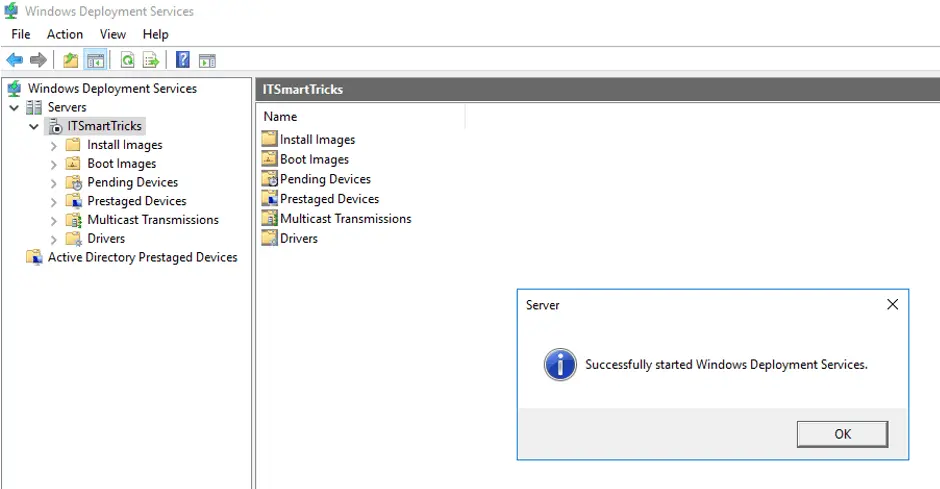 Windows Deployment Services
File Action View Help
Windows Deployment Services
Servers
ITSmartTricks
Install Images
Boot Images
Pending Devices
Prestaged Devices
Multicast Transmissions
Drivers
Active Directory Prestaged Devices
ITSmartTricks
Name
Install Images
Boot Images
Pending Devices
Prestaged Devices
Multicast Transmissions
Drivers
Server
Successfully started Windows Deployment Services.
OK